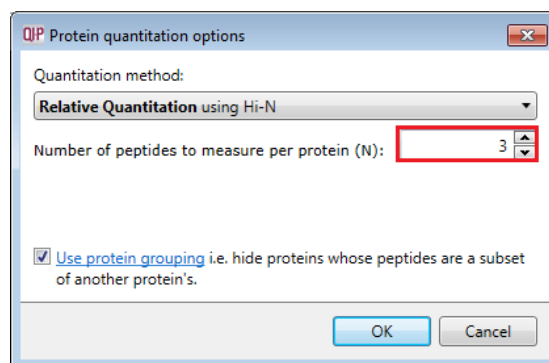 QIP Protein quantitation options
Quantitation method:
Relative Quantitation using Hi-N
Number of peptides to measure per protein (N): 3
Use protein grouping i.e. hide proteins whose peptides are a subset
of another protein's.
OK Cancel